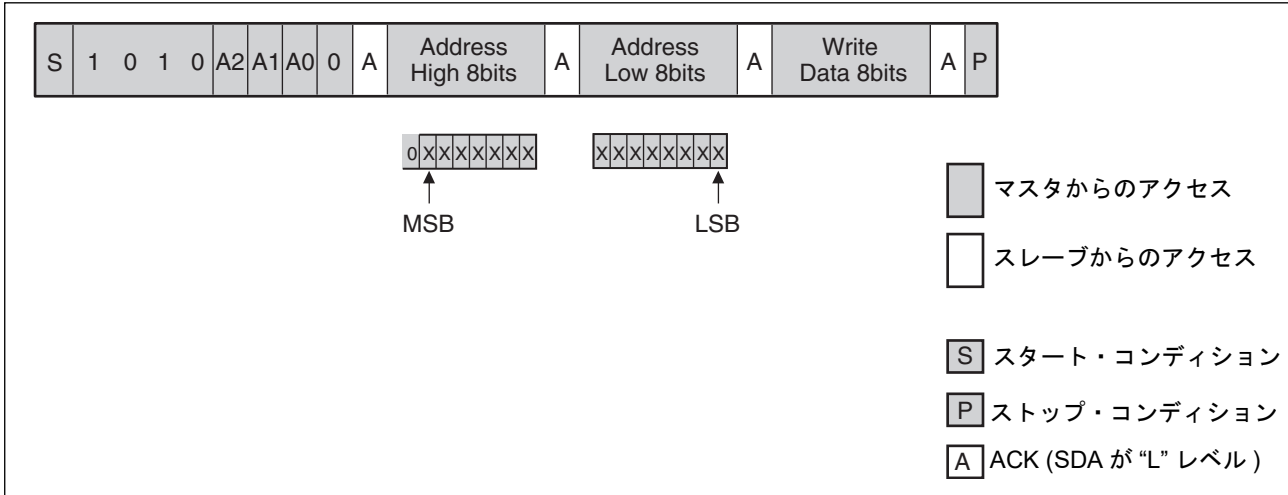 S 1 0 1 0 A2 A1 A0 0 A Address High 8bits A Address Low 8bits A Write Data 8bits A P
0 X X X X X X X X X X X X X X X
MSB LSB
マスタからのアクセス
スレーブからのアクセス
S スタート・コンディション
P ストップ・コンディション
A ACK (SDA が “L” レベル )